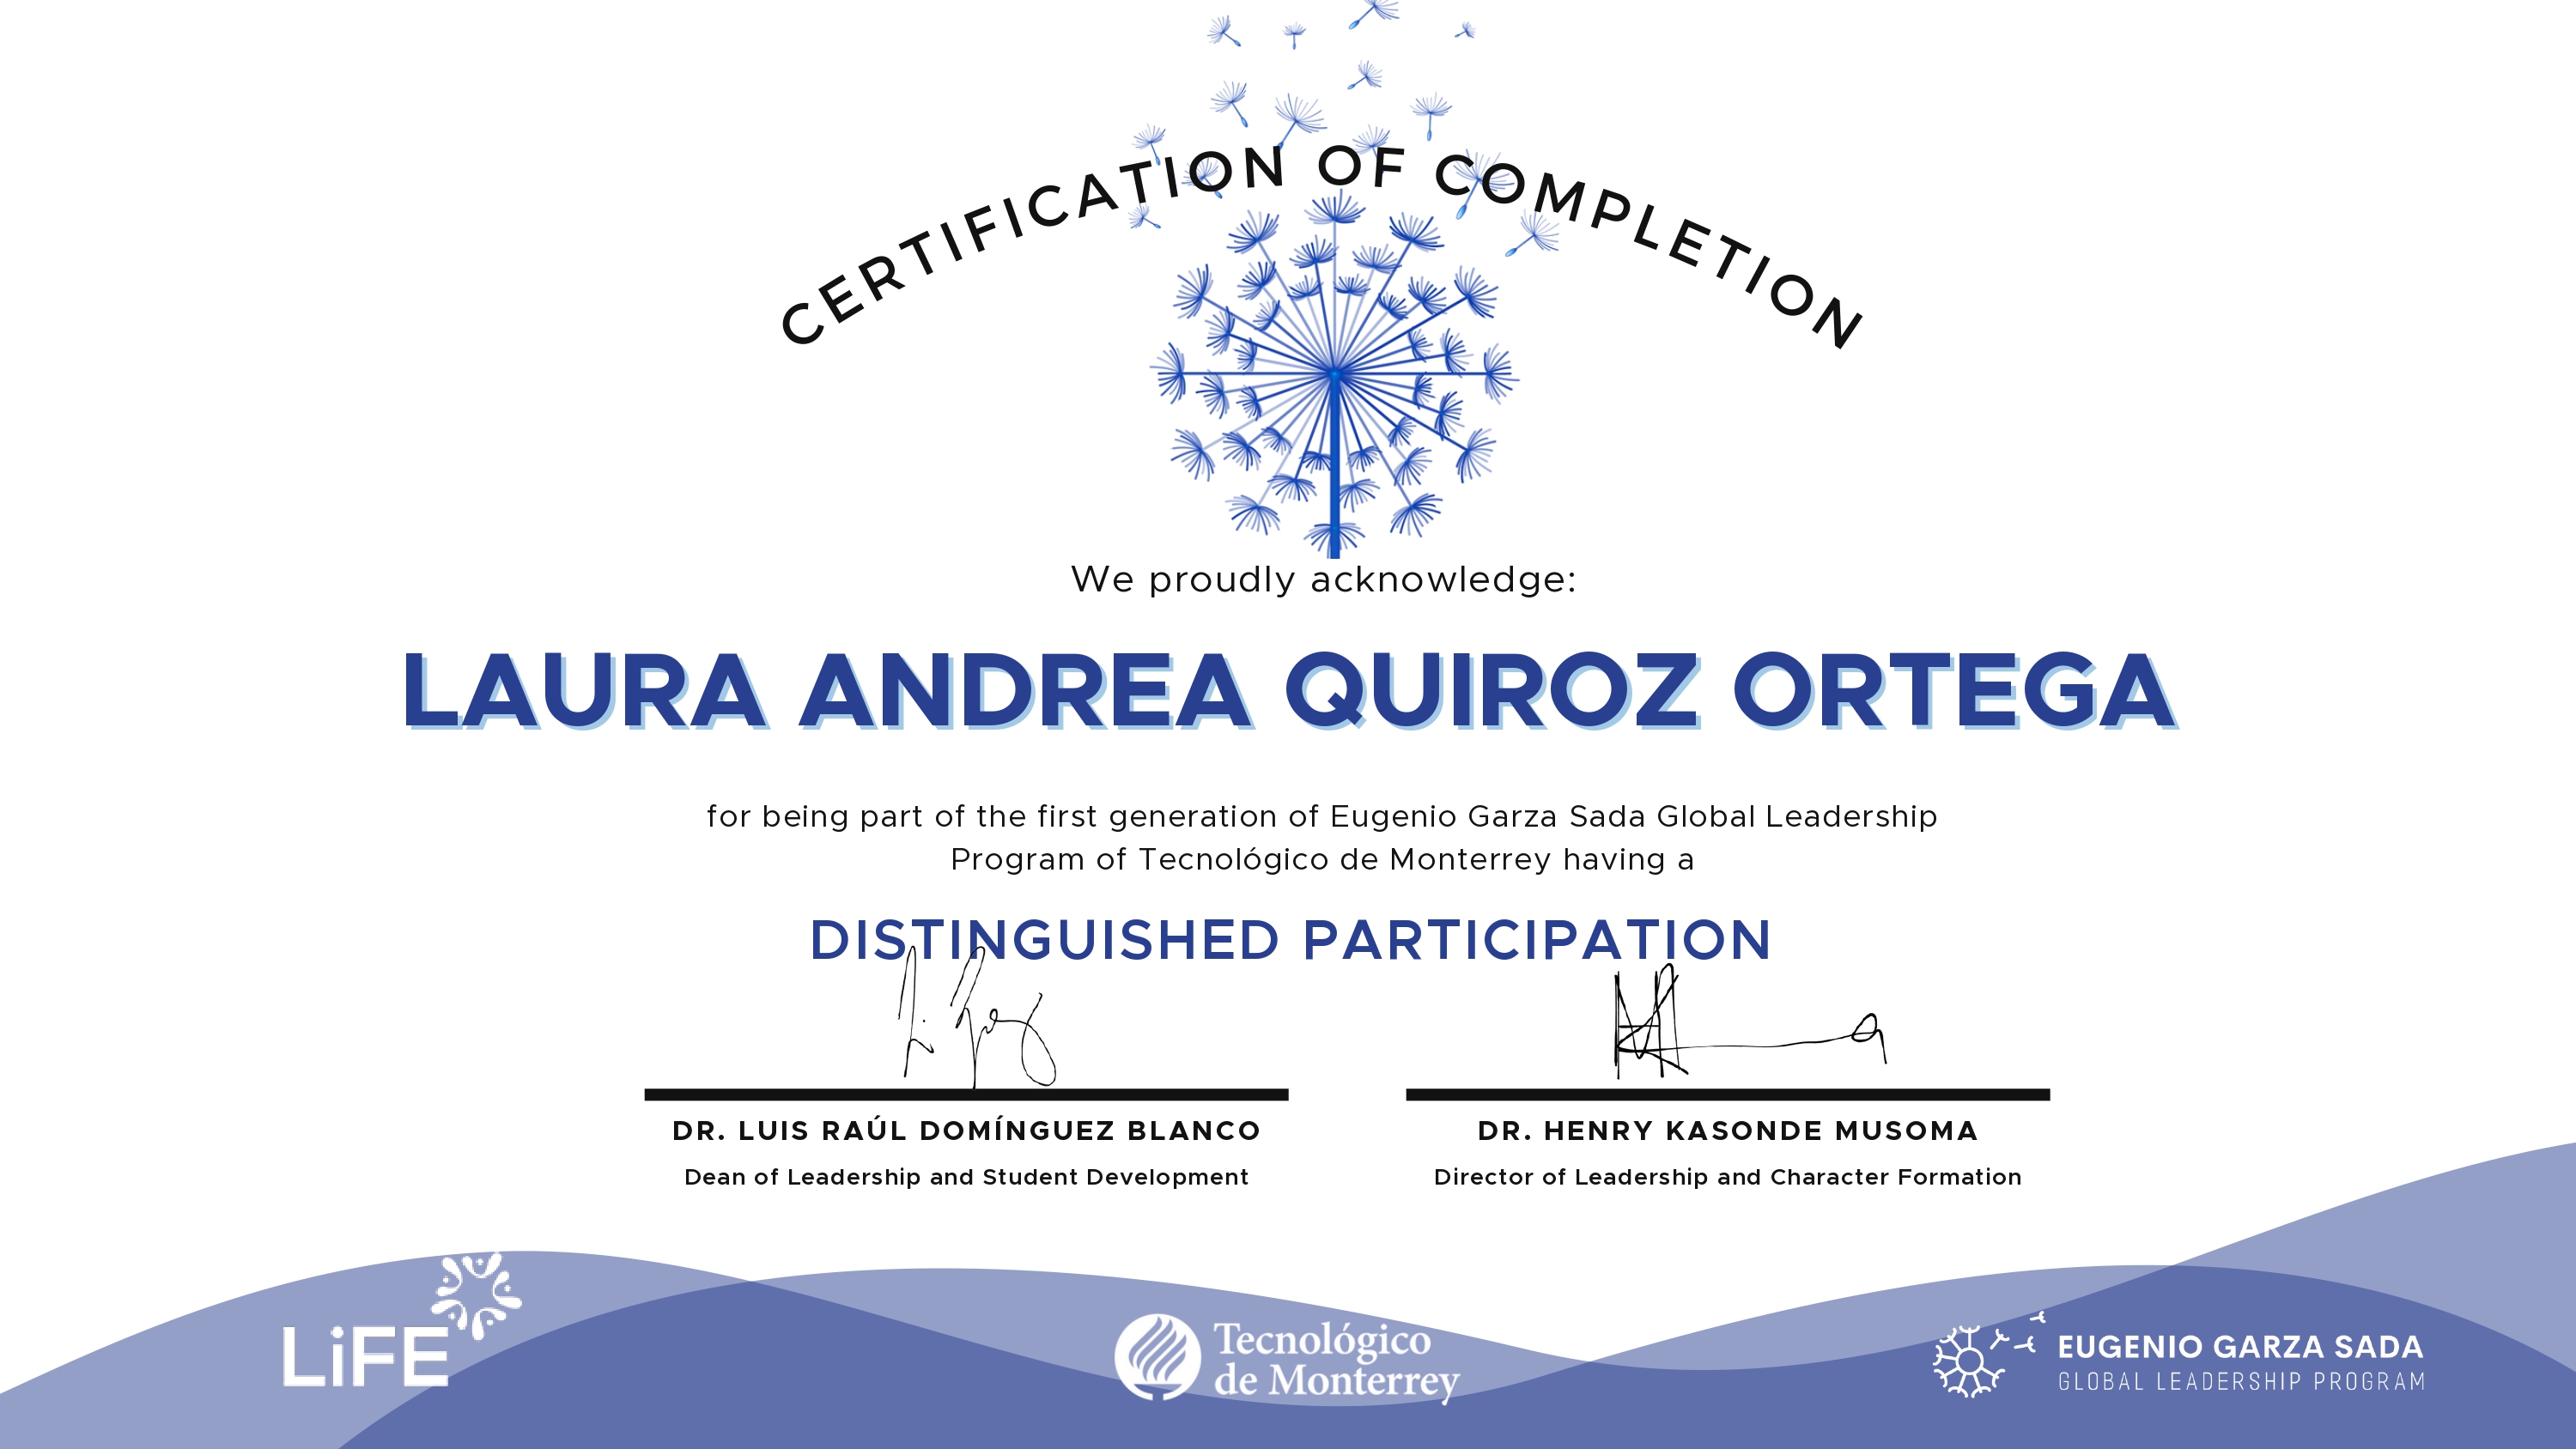 CERTIFICATION OF COMPLETION
We proudly acknowledge:
LAURA ANDREA QUIROZ ORTEGA
for being part of the first generation of Eugenio Garza Sada Global Leadership
Program of Tecnológico de Monterrey having a
DISTINGUISHED PARTICIPATION
DR. LUIS RAÚL DOMÍNGUEZ BLANCO
Dean of Leadership and Student Development
DR. HENRY KASONDE MUSOMA
Director of Leadership and Character Formation
LiFE
Tecnológico
de Monterrey
EUGENIO GARZA SADA
GLOBAL LEADERSHIP PROGRAM